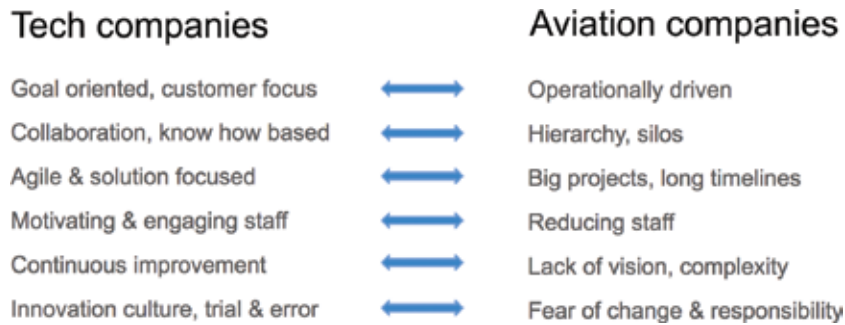 Tech companies
Aviation companies
Goal oriented, customer focus
Operationally driven
Collaboration, know how based
Hierarchy, silos
Agile & solution focused
Big projects, long timelines
Motivating & engaging staff
Reducing staff
Continuous improvement
Lack of vision, complexity
Innovation culture, trial & error
Fear of change & responsibility